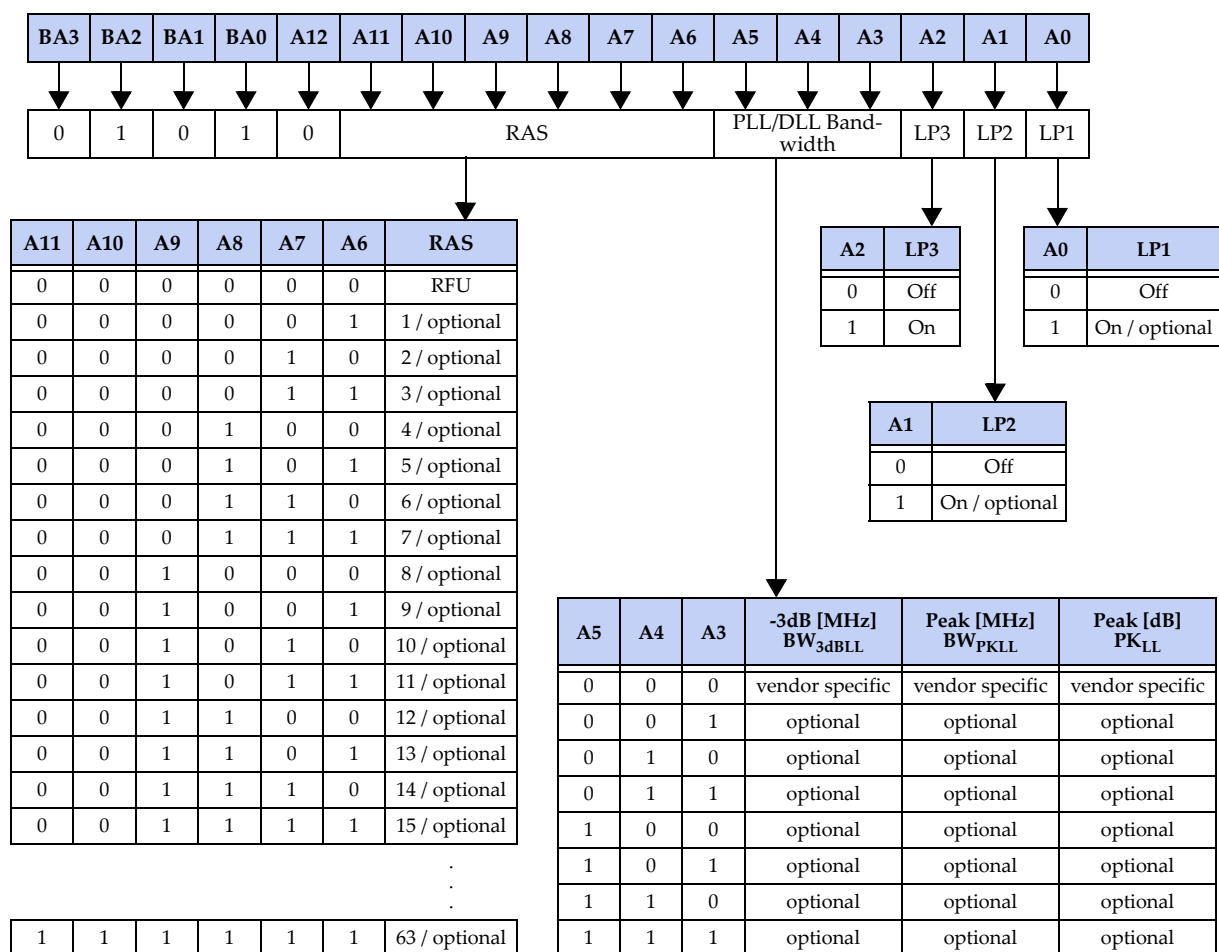 BA3 BA2 BA1 BA0 A12 A11 A10 A9 A8 A7 A6 A5 A4 A3 A2 A1 A0
0 1 0 1 0 RAS PLL/DLL Band-
width LP3 LP2 LP1
A11 A10 A9 A8 A7 A6 RAS
0 0 0 0 0 0 RFU
0 0 0 0 0 1 1 / optional
0 0 0 0 1 0 2 / optional
0 0 0 0 1 1 3 / optional
0 0 0 1 0 0 4 / optional
0 0 0 1 0 1 5 / optional
0 0 0 1 1 0 6 / optional
0 0 0 1 1 1 7 / optional
0 0 1 0 0 0 8 / optional
0 0 1 0 0 1 9 / optional
0 0 1 0 1 0 10 / optional
0 0 1 0 1 1 11 / optional
0 0 1 1 0 0 12 / optional
0 0 1 1 0 1 13 / optional
0 0 1 1 1 0 14 / optional
0 0 1 1 1 1 15 / optional
.
.
.
1 1 1 1 1 1 63 / optional
A2 LP3
0 Off
1 On
A0 LP1
0 Off
1 On / optional
A1 LP2
0 Off
1 On / optional
A5 A4 A3 -3dB [MHz] Peak [MHz] Peak [dB]
BW3dBLL BWPKLL PKLL
0 0 0 vendor specific vendor specific vendor specific
0 0 1 optional optional optional
0 1 0 optional optional optional
0 1 1 optional optional optional
1 0 0 optional optional optional
1 0 1 optional optional optional
1 1 0 optional optional optional
1 1 1 optional optional optional